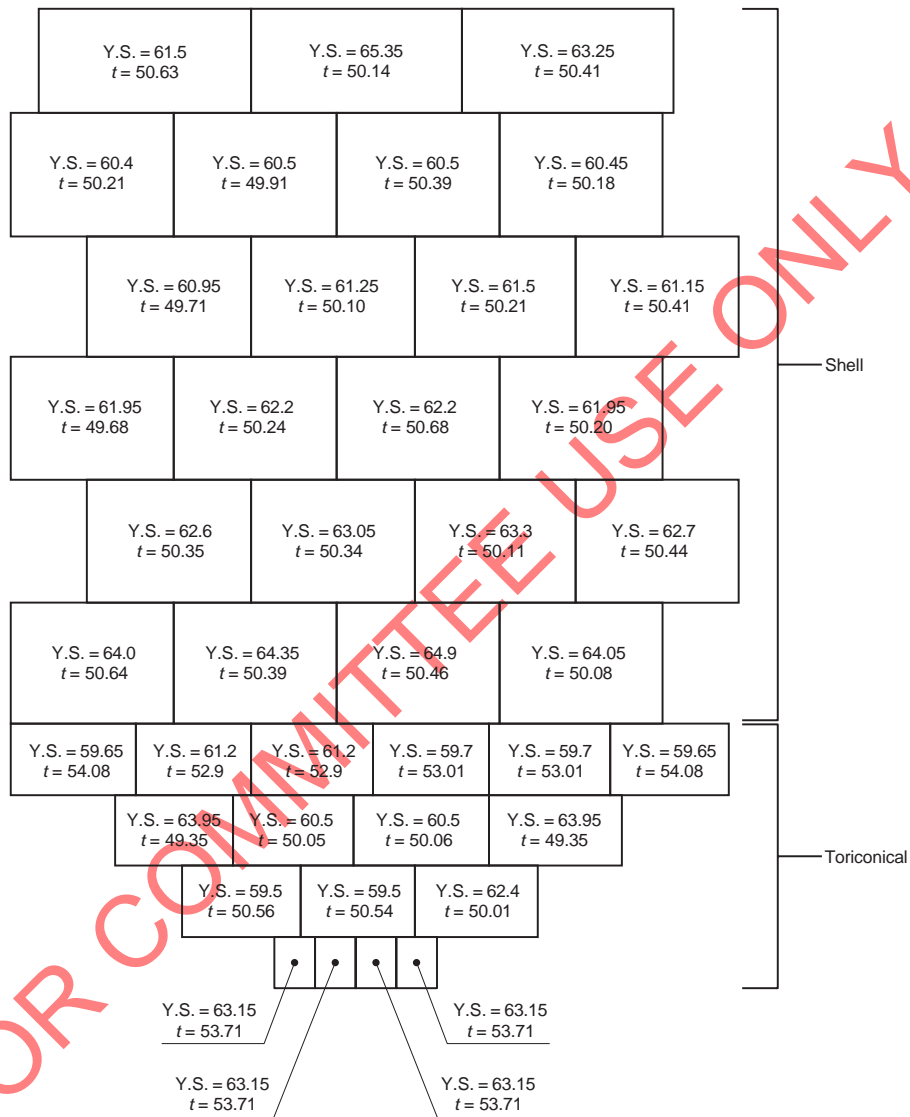 Y.S. = 61.5
t = 50.63
Y.S. = 65.35
t = 50.14
Y.S. = 63.25
t = 50.41
Y.S. = 60.4
t = 50.21
Y.S. = 60.5
t = 49.91
Y.S. = 60.5
t = 50.39
Y.S. = 60.45
t = 50.18
Y.S. = 60.95
t = 49.71
Y.S. = 61.25
t = 50.10
Y.S. = 61.5
t = 50.21
Y.S. = 61.15
t = 50.41
Shell
Y.S. = 61.95
t = 49.68
Y.S. = 62.2
t = 50.24
Y.S. = 62.2
t = 50.68
Y.S. = 61.95
t = 50.20
Y.S. = 62.6
t = 50.35
Y.S. = 63.05
t = 50.34
Y.S. = 63.3
t = 50.11
Y.S. = 62.7
t = 50.44
Y.S. = 64.0
t = 50.64
Y.S. = 64.35
t = 50.39
Y.S. = 64.9
t = 50.46
Y.S. = 64.05
t = 50.08
Y.S. = 59.65
t = 54.08
Y.S. = 61.2
t = 52.9
Y.S. = 61.2
t = 52.9
Y.S. = 59.7
t = 53.01
Y.S. = 59.7
t = 53.01
Y.S. = 59.65
t = 54.08
Y.S. = 63.95
t = 49.35
Y.S. = 60.5
t = 50.05
Y.S. = 60.5
t = 50.06
Y.S. = 63.95
t = 49.35
Toriconical
Y.S. = 59.5
t = 50.56
Y.S. = 59.5
t = 50.54
Y.S. = 62.4
t = 50.01
Y.S. = 63.15
t = 53.71
Y.S. = 63.15
t = 53.71
Y.S. = 63.15
t = 53.71
Y.S. = 63.15
t = 53.71
OR COMMITTEE USE ONLY